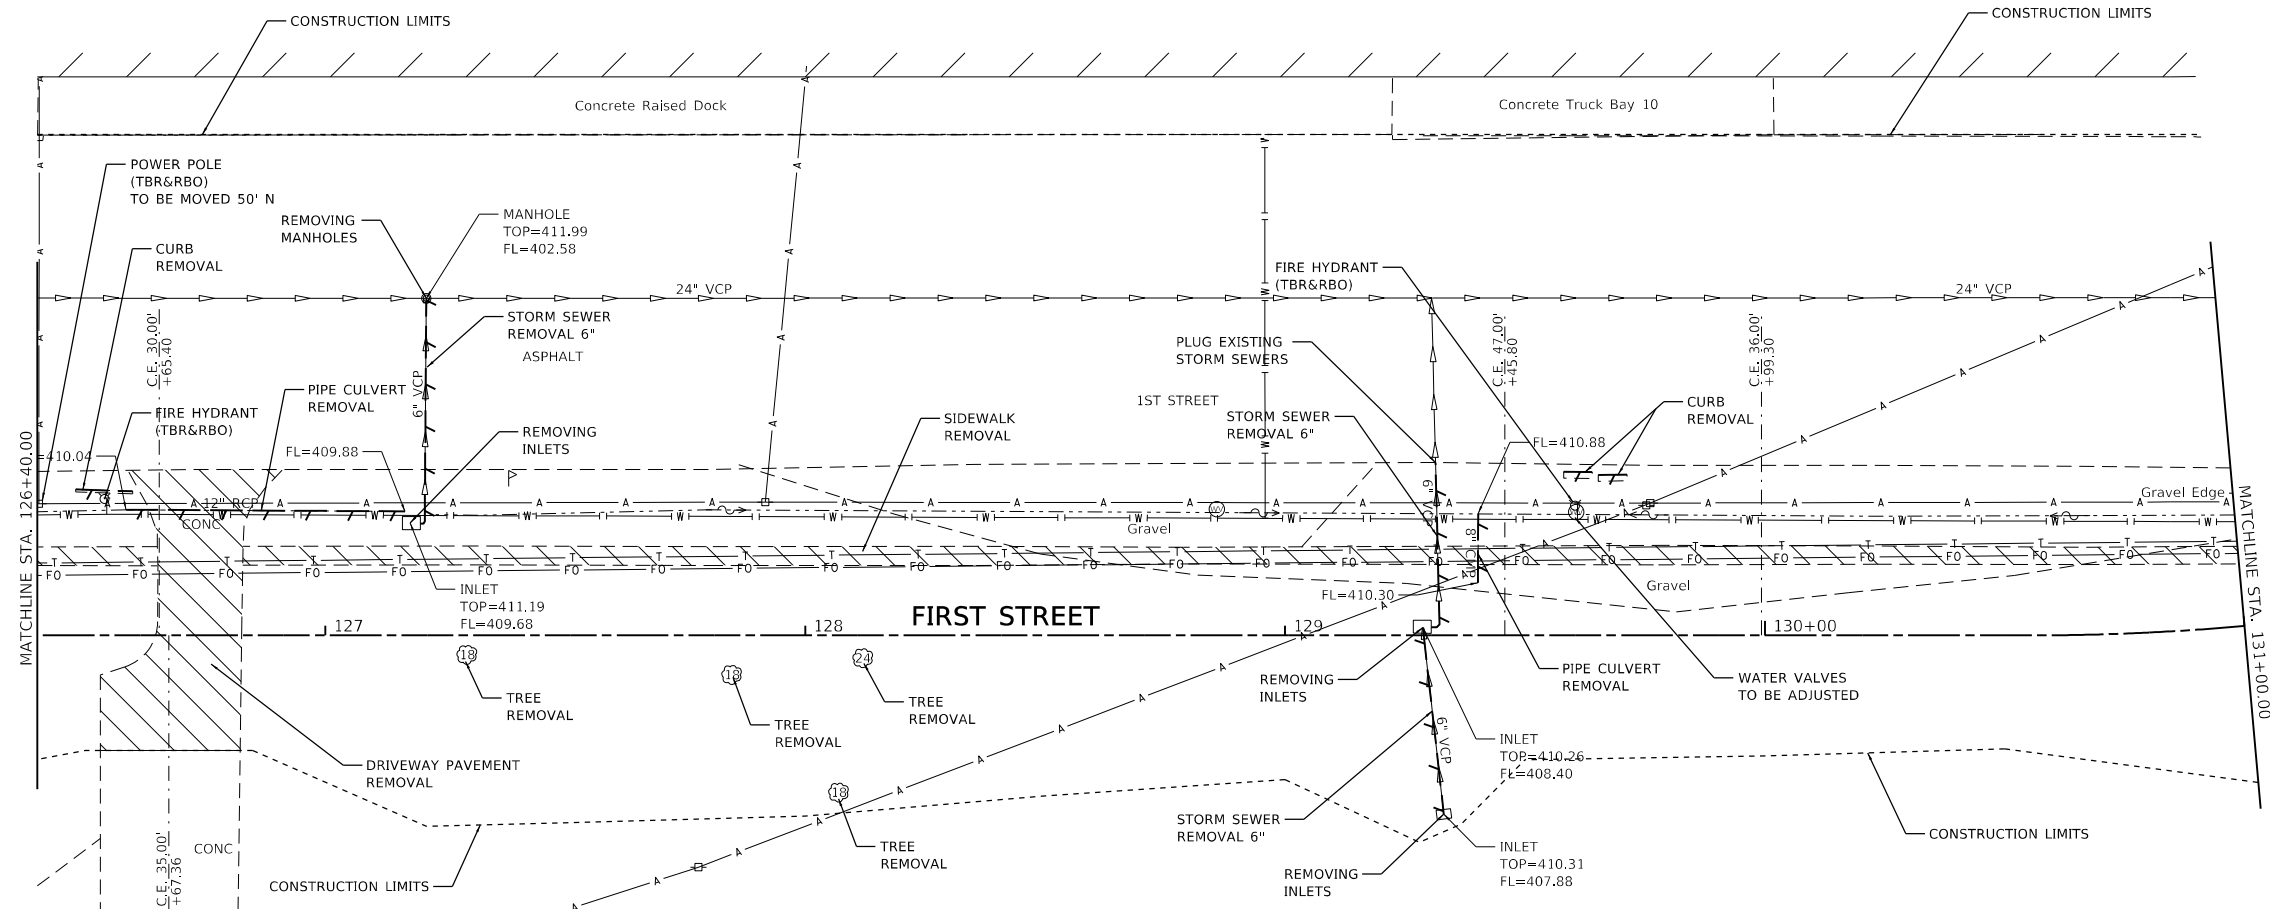 CONSTRUCTION LIMITS
CONSTRUCTION LIMITS
Concrete Raised Dock
Concrete Truck Bay 10
POWER POLE
(TBR&RBO)
TO BE MOVED 50' N
REMOVING
MANHOLES
MANHOLE
TOP=411.99
FL=402.58
CURB
REMOVAL
FIRE HYDRANT
(TBR&RBO)
24" VCP
24" VCP
STORM SEWER
REMOVAL 6"
ASPHALT
C.E. 30.00'
+65.40
PLUG EXISTING
STORM SEWERS
C.E. 47.00'
+45.80
C.E. 36.00'
+99.30
PIPE CULVERT
REMOVAL
6" VCP
1ST STREET
FIRE HYDRANT
(TBR&RBO)
SIDEWALK
REMOVAL
STORM SEWER
REMOVAL 6"
CURB
REMOVAL
REMOVING
INLETS
FL=409.88
=410.04
FL=410.88
MATCHLINE STA. 126+40.00
12" RCP
CONC
6" VCP
8" CMP
Gravel Edge
Gravel
MATCHLINE STA. 131+00.00
INLET
TOP=411.19
FL=409.68
FL=410.30
Gravel
FIRST STREET
127
128
129
130+00
18
18
24
TREE
REMOVAL
TREE
REMOVAL
TREE
REMOVAL
REMOVING
INLETS
PIPE CULVERT
REMOVAL
WATER VALVES
TO BE ADJUSTED
DRIVEWAY PAVEMENT
REMOVAL
6" VCP
INLET
TOP=410.26
FL=408.40
18
STORM SEWER
REMOVAL 6"
CONSTRUCTION LIMITS
C.E. 35.00'
+67.36
CONC
TREE
REMOVAL
INLET
TOP=410.31
FL=407.88
CONSTRUCTION LIMITS
REMOVING
INLETS